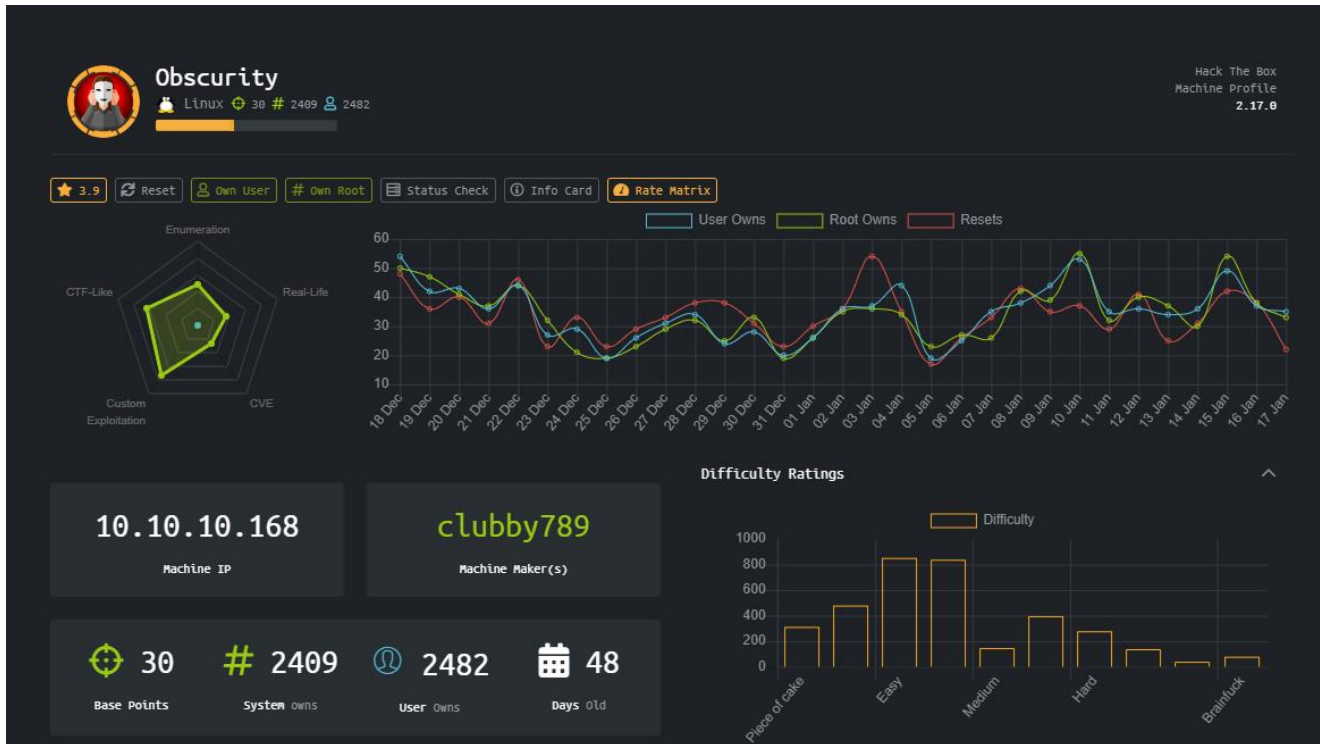 Obscurity
Linux 30 # 2409 2482
Hack The Box
Machine Profile
2.17.0
3.9 Reset Own User # Own Root Status Check Info Card Rate Matrix
Enumeration
Real-Life
CVE
Custom
Exploitation
CTF-Like
User Owns Root Owns Resets
60
50
40
30
20
10
18 Dec 19 Dec 20 Dec 21 Dec 22 Dec 23 Dec 24 Dec 25 Dec 26 Dec 27 Dec 28 Dec 29 Dec 30 Dec 31 Dec 01 Jan 02 Jan 03 Jan 04 Jan 05 Jan 06 Jan 07 Jan 08 Jan 09 Jan 10 Jan 11 Jan 12 Jan 13 Jan 14 Jan 15 Jan 16 Jan 17 Jan
10.10.10.168
Machine IP
clubby789
Machine Maker(s)
30
Base Points
# 2409
System owns
2482
User Owns
48
Days Old
Difficulty Ratings
Difficulty
1000
800
600
400
200
0
Piece of cake Easy Medium Hard Brainfuck